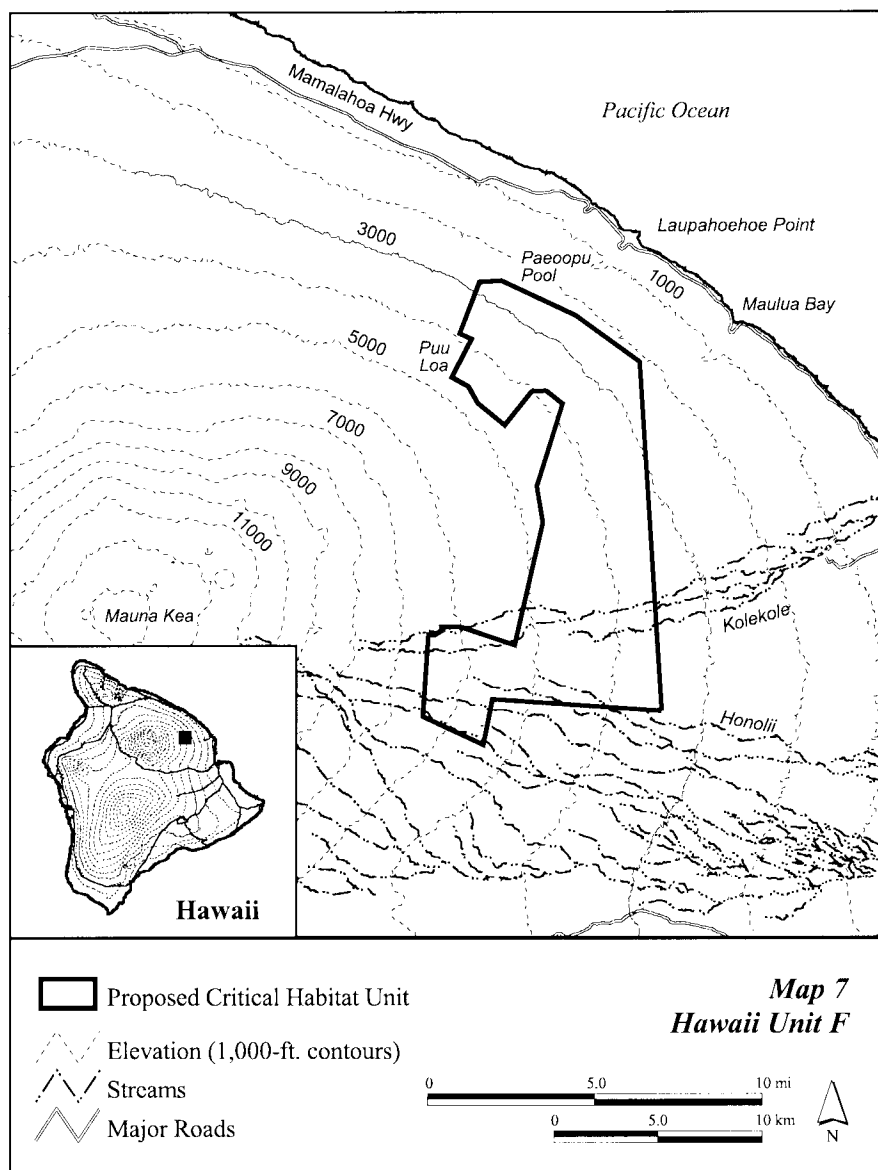 Mamalahoa Hwy
Pacific Ocean
Laupahoehoe Point
3000
Paeoopu
Pool
1000
Maulua Bay
5000
Puu
Loa
7000
9000
11000
Mauna Kea
Kolekole
Honolii
Hawaii
Proposed Critical Habitat Unit
Elevation (1,000-ft. contours)
Streams
Major Roads
Map 7
Hawaii Unit F
0 5.0 10 mi
0 5.0 10 km
N